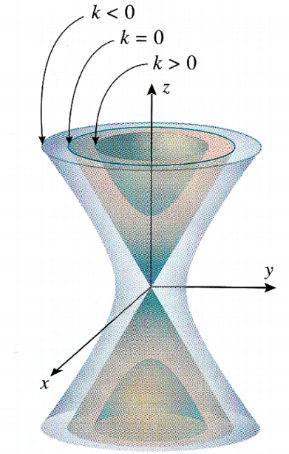 k < 0
k = 0
k > 0
z
y
x